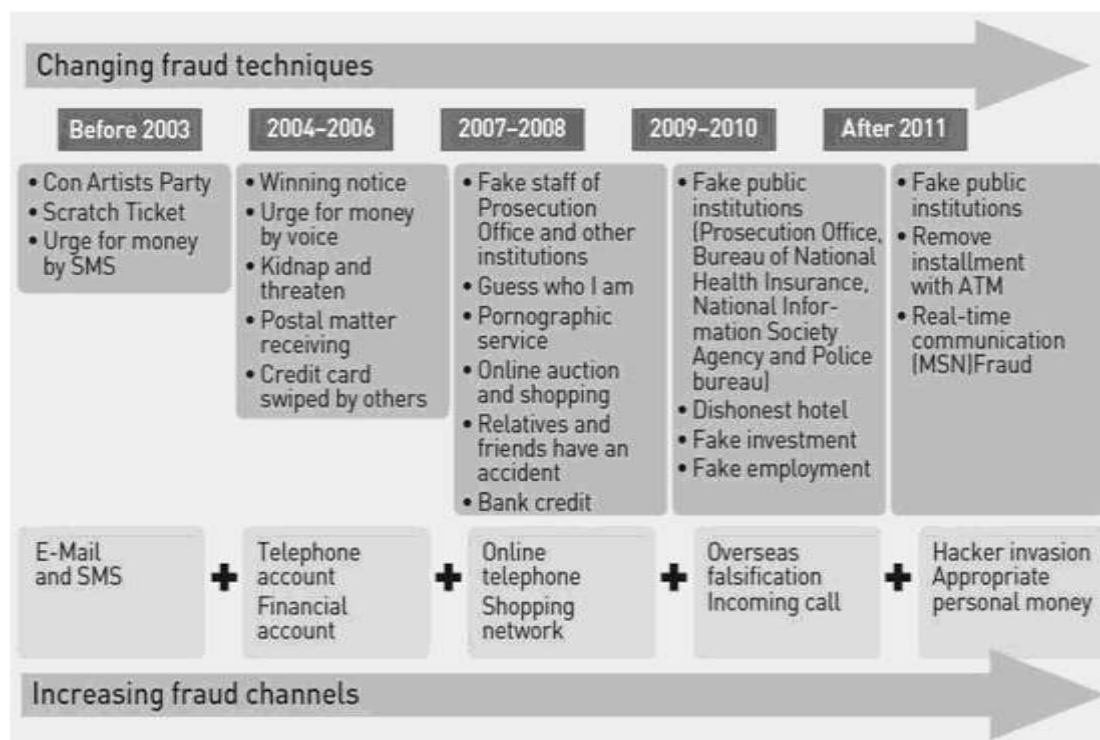 Changing fraud techniques
Before 2003
2004–2006
2007–2008
2009–2010
After 2011
• Con Artists Party
• Scratch Ticket
• Urge for money
by SMS
• Winning notice
• Urge for money
by voice
• Kidnap and
threaten
• Postal matter
receiving
• Credit card
swiped by others
• Fake staff of
Prosecution
Office and other
institutions
• Guess who I am
• Pornographic
service
• Online auction
and shopping
• Relatives and
friends have an
accident
• Bank credit
• Fake public
institutions
(Prosecution Office,
Bureau of National
Health Insurance,
National Infor-
mation Society
Agency and Police
bureau)
• Dishonest hotel
• Fake investment
• Fake employment
• Fake public
institutions
• Remove
installment
with ATM
• Real-time
communication
(MSN)Fraud
E-Mail
and SMS
+
Telephone
account
Financial
account
+
Online
telephone
Shopping
network
+
Overseas
falsification
Incoming call
+
Hacker invasion
Appropriate
personal money
Increasing fraud channels